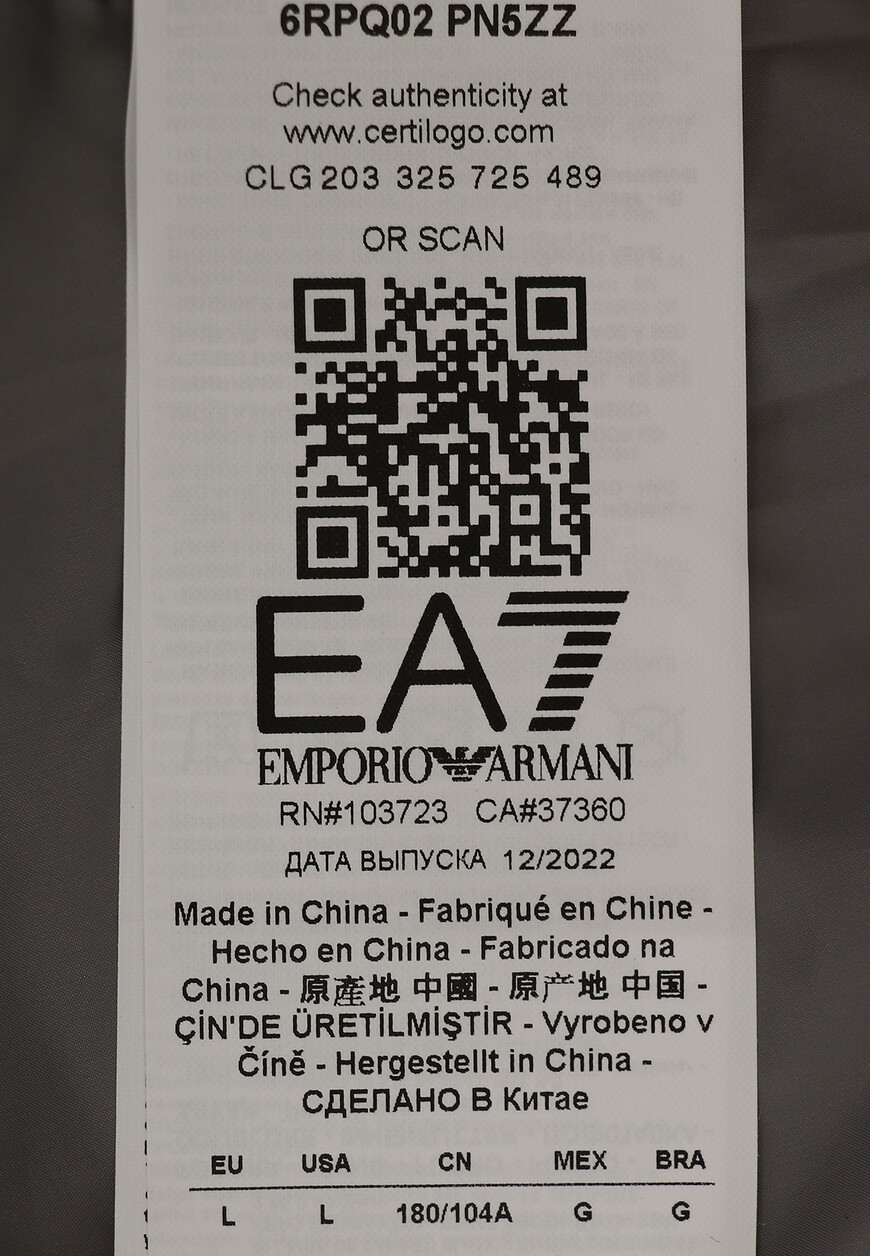 6RPQ02 PN5ZZ
Check authenticity at
www.certilogo.com
CLG 203 325 725 489
OR SCAN
EA7
EMPORIO ARMANI
RN#103723 CA#37360
ДАТА ВЫПУСКА 12/2022
Made in China - Fabriqué en Chine -
Hecho en China - Fabricado na
China - 原產地 中國 - 原产地 中国 -
ÇİN'DE ÜRETİLMİŞTİR - Vyrobeno v
Číně - Hergestellt in China -
СДЕЛАНО В Китае
EU USA CN MEX BRA
L L 180/104A G G